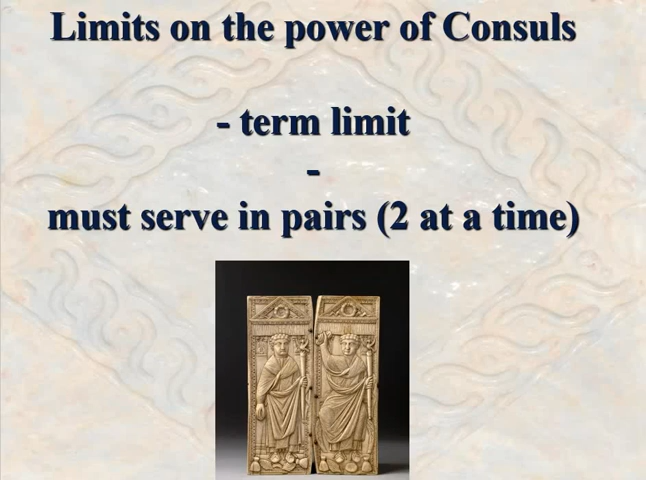 Limits on the power of Consuls
- term limit
-
must serve in pairs (2 at a time)